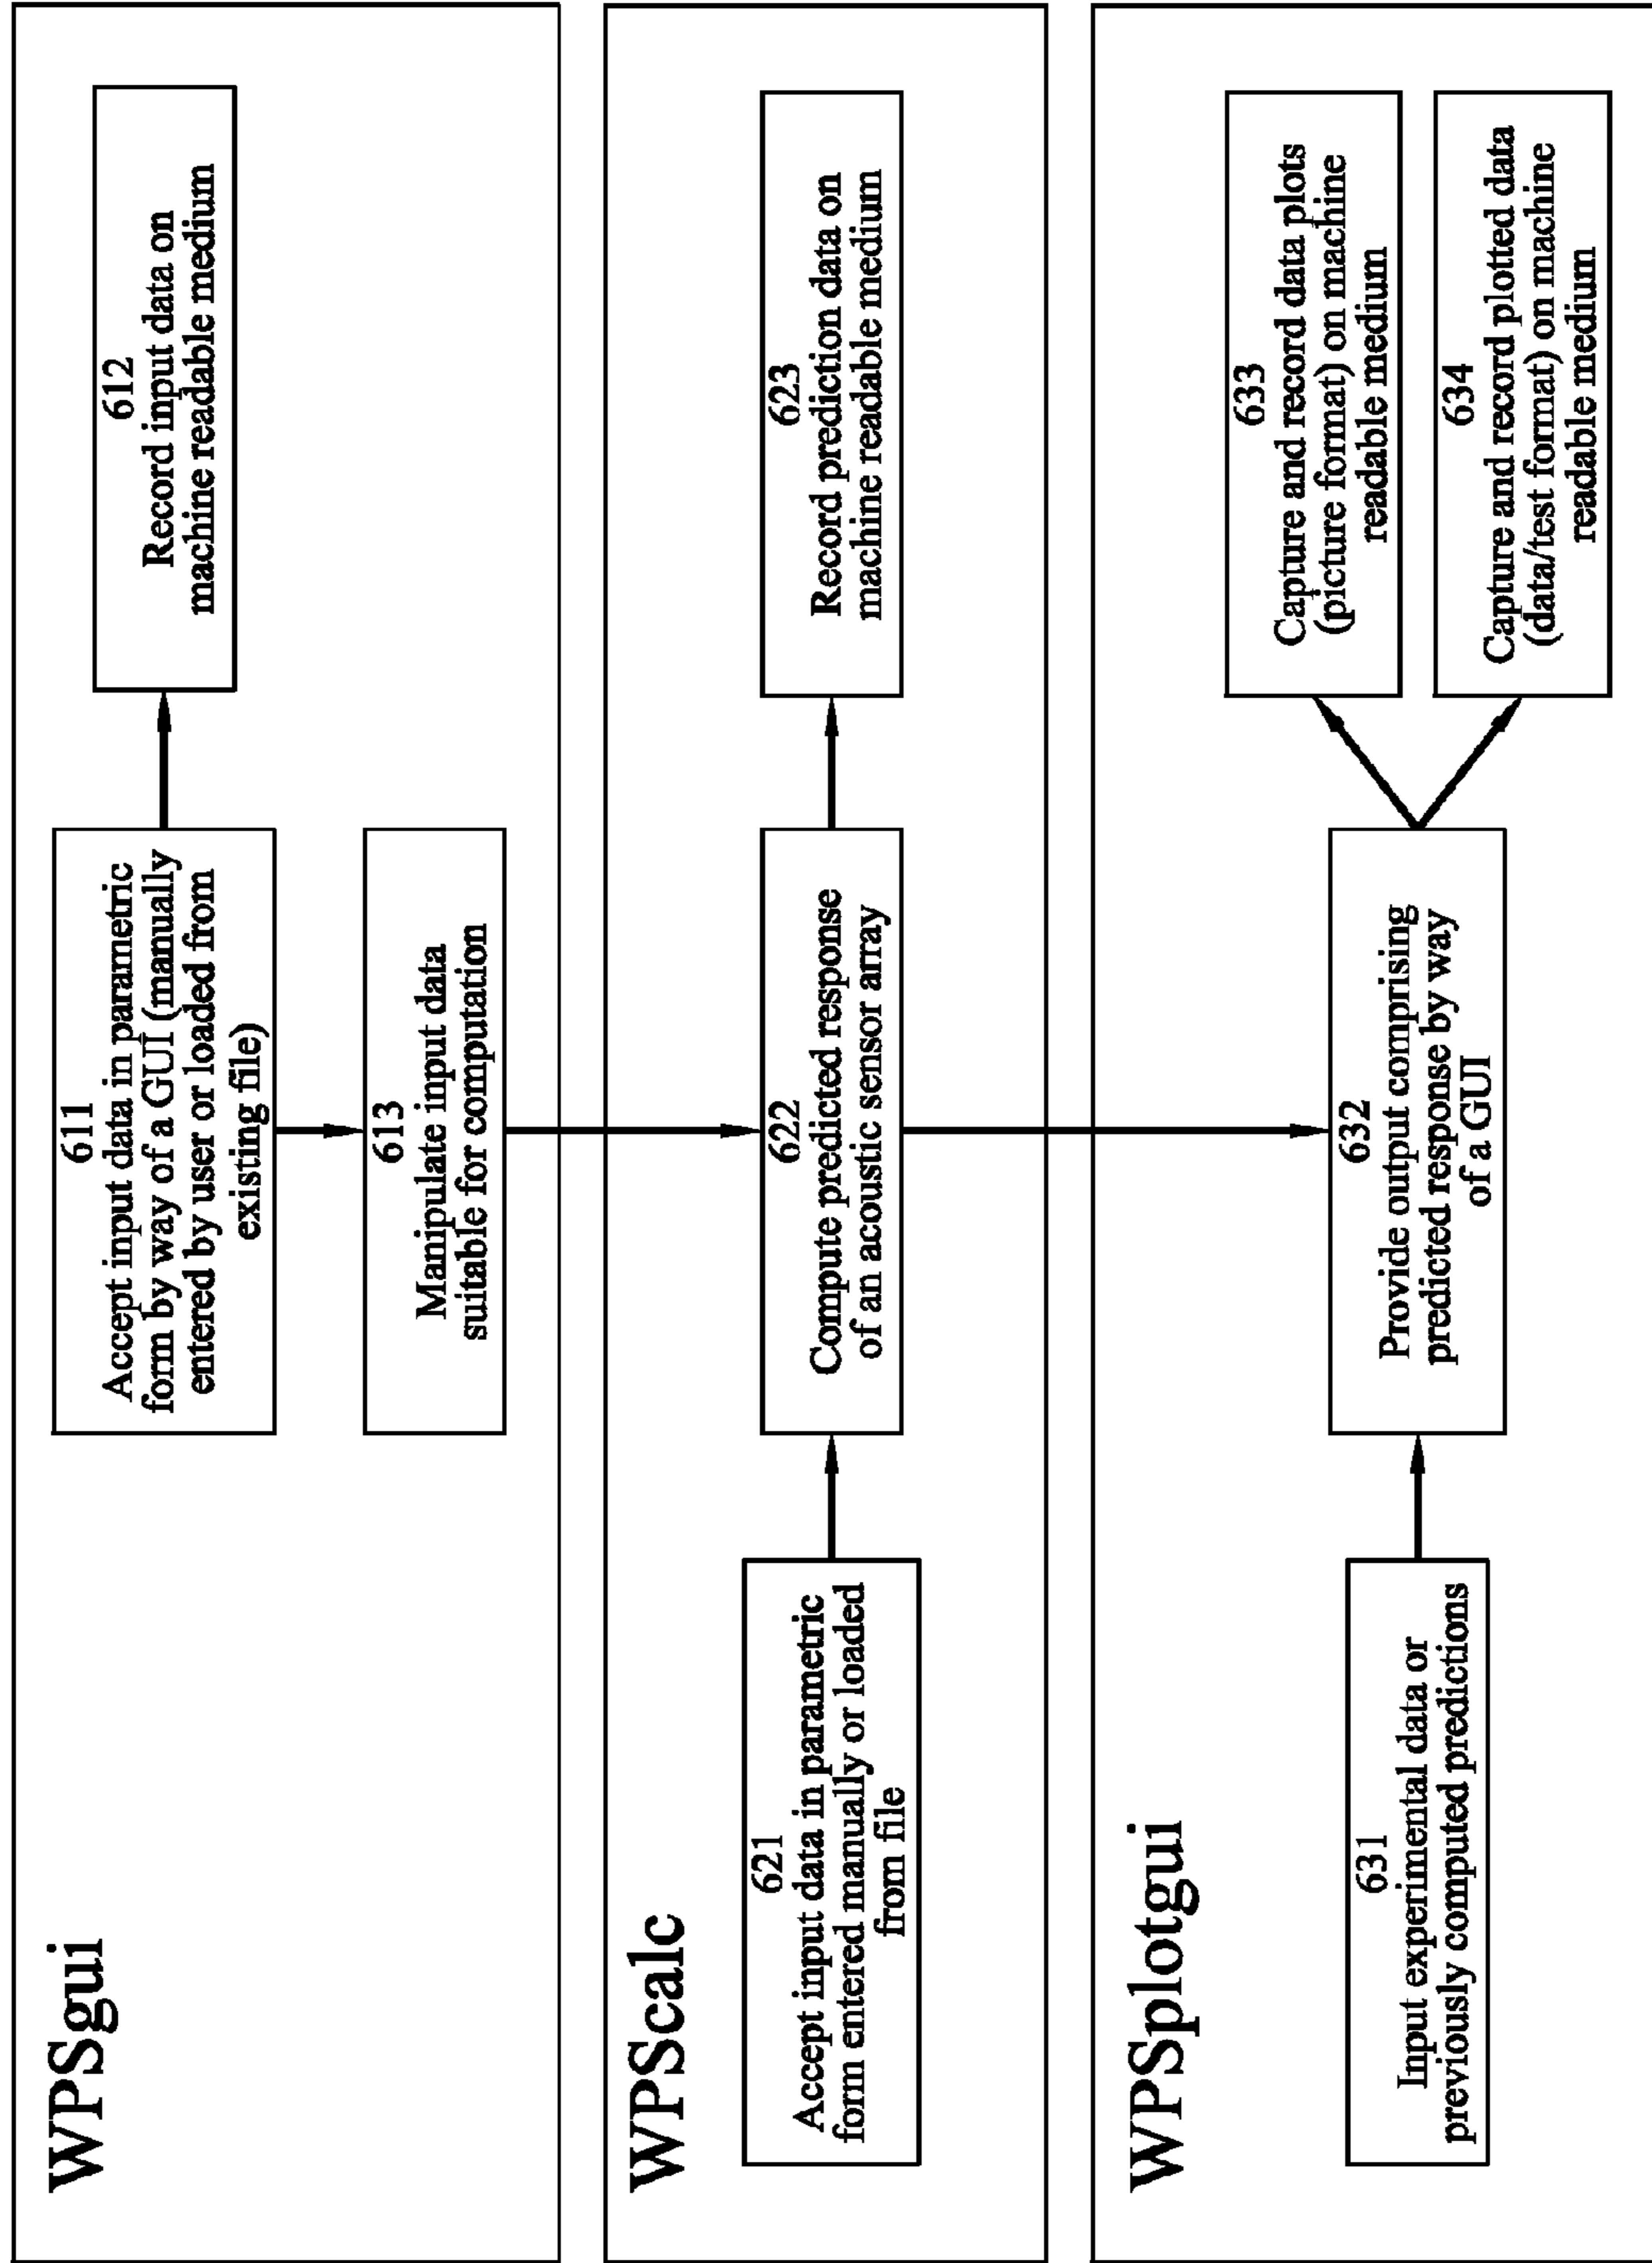 WPSgui
611
Accept input data in parametric
form by way of a GUI (manually
entered by user or loaded from
existing file)
612
Record input data on
machine readable medium
613
Manipulate input data
suitable for computation
WPScalc
621
Accept input data in parametric
form entered manually or loaded
from file
622
Compute predicted response
of an acoustic sensor array
623
Record prediction data on
machine readable medium
WPSplotgui
631
Input experimental data or
previously computed predictions
632
Provide output comprising
predicted response by way
of a GUI
633
Capture and record data plots
(picture format) on machine
readable medium
634
Capture and record plotted data
(data/test format) on machine
readable medium